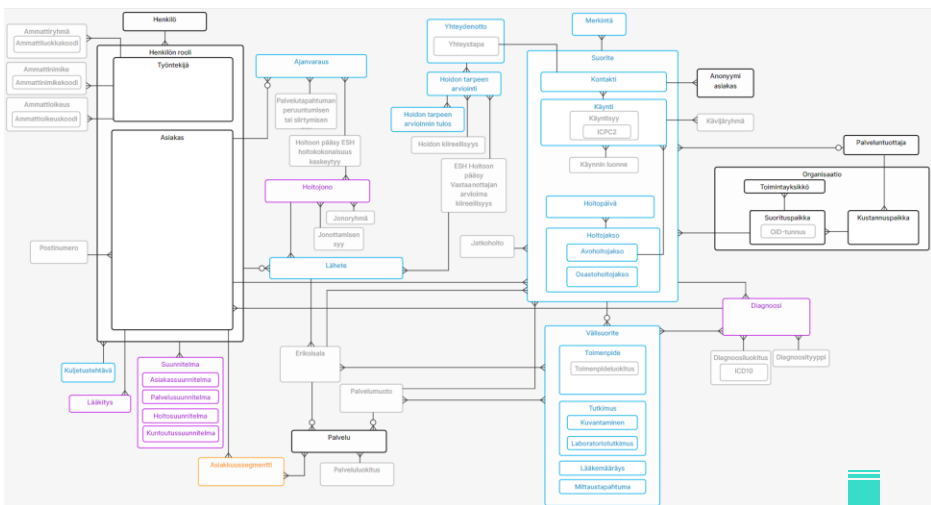 Henkilö
Ammattiryhmä
Ammattiluokkakoodi
Ammattinimike
Ammattinimikekoodi
Ammattioikeus
Ammattioikeuskoodi
Henkilön rooli
Työntekijä
Asiakas
Postinumero
Ajanvaraus
Palvelutapahtuman
peruuntumisen
tai siirtymisen
Hoitoon pääsy ESH
hoitokokonaisuus
keskeytyy
Hoitojono
Jonoryhmä
Jonottamisen
syy
Lähete
Yhteydenotto
Yhteystapa
Hoidon tarpeen
arviointi
Hoidon tarpeen
arvioinnin tulos
Hoidon kiireellisyys
ESH Hoitoon
pääsy
Vastaanottajan
arvioima
kiireellisyys
Jatkohoito
Merkintä
Suorite
Kontakti
Käynti
Käyntisyy
ICPC2
Käynnin luonne
Hoitopäivä
Hoitojakso
Avohoitojakso
Osastohoitojakso
Anonyymi
asiakas
Kävijäryhmä
Palveluntuottaja
Organisaatio
Toimintayksikkö
Suorituspaikka
OID-tunnus
Kustannuspaikka
Diagnoosi
Diagnoosiluokitus
ICD10
Diagnoosityyppi
Välisuorite
Toimenpide
Toimenpideluokitus
Tutkimus
Kuvantaminen
Laboratoriotutkimus
Lääkemääräys
Mittaustapahtuma
Erikoisala
Palvelumuoto
Palvelu
Palveluluokitus
Kuljetustehtävä
Lääkitys
Suunnitelma
Asiakassuunnitelma
Palvelusuunnitelma
Hoitosuunnitelma
Kuntoutussuunnitelma
Asiakkuussegmentti